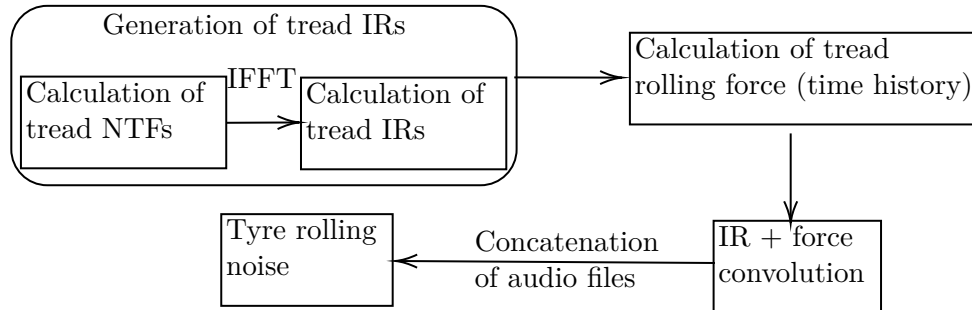 Generation of tread IRs
Calculation of
tread NTFs
IFFT
Calculation of
tread IRs
Calculation of tread
rolling force (time history)
IR + force
convolution
Concatenation
of audio files
Tyre rolling
noise